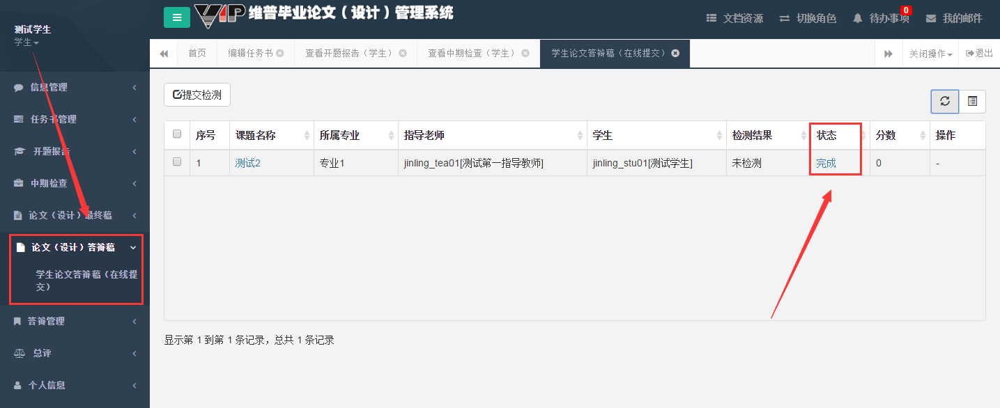 测试学生
学生
VIP 维普毕业论文（设计）管理系统
文档资源
切换角色
待办事项
0
我的邮件
首页
编辑任务书
查看开题报告（学生）
查看中期检查（学生）
学生论文答辩稿（在线提交）
关闭操作
退出
信息管理
任务书管理
开题报告
中期检查
论文（设计）最终稿
论文（设计）答辩稿
学生论文答辩稿（在线提
交）
答辩管理
总评
个人信息
提交检测
序号 课题名称 所属专业 指导老师 学生 检测结果 状态 分数 操作
1 测试2 专业1 jinling_tea01[测试第一指导教师] jinling_stu01[测试学生] 未检测 完成 0 -
显示第 1 到第 1 条记录，总共 1 条记录